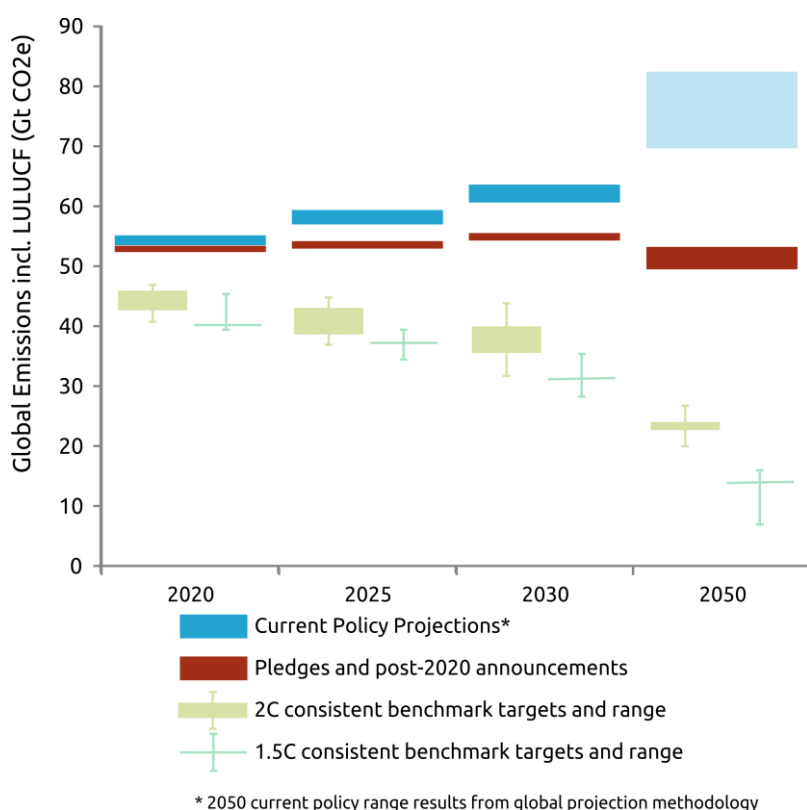 Global Emissions incl. LULUCF (Gt CO2e)
90
80
70
60
50
40
30
20
10
0
2020 2025 2030 2050
Current Policy Projections*
Pledges and post-2020 announcements
2C consistent benchmark targets and range
1.5C consistent benchmark targets and range
* 2050 current policy range results from global projection methodology